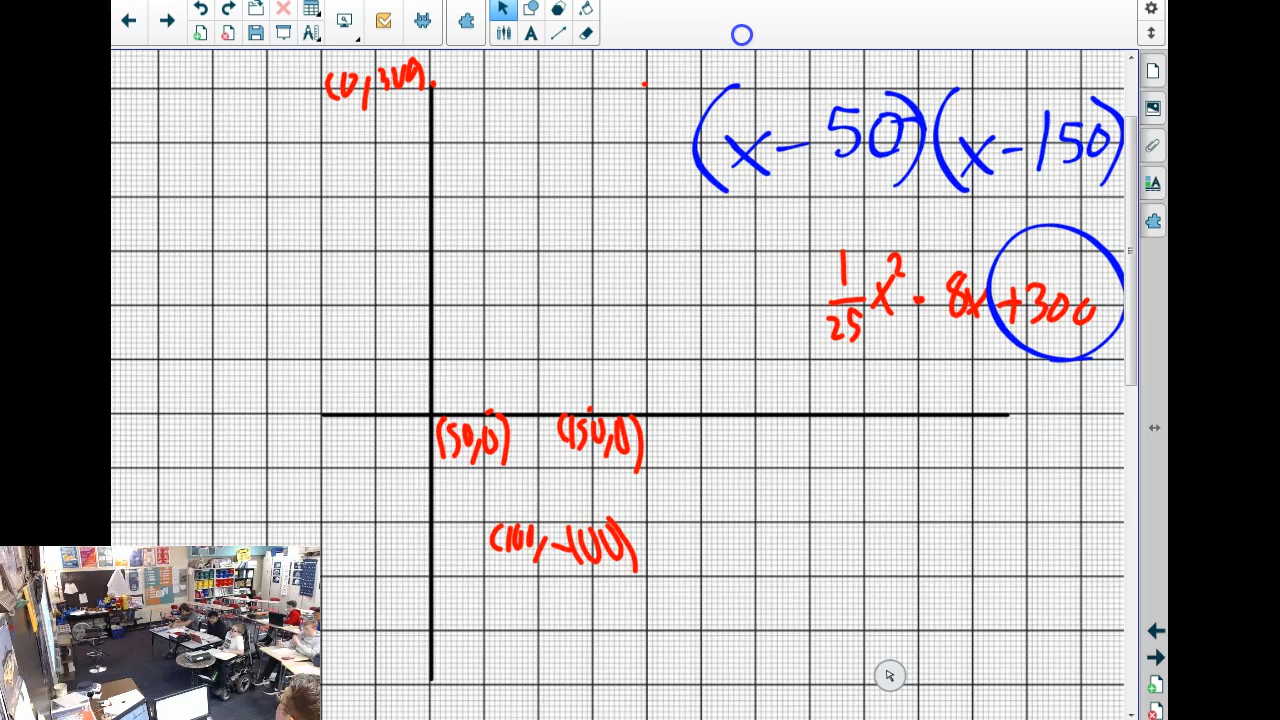 (0,300)
(x-50)(x-150)
1/25 x² - 8x +300
(50,0) (150,0)
(100,-100)